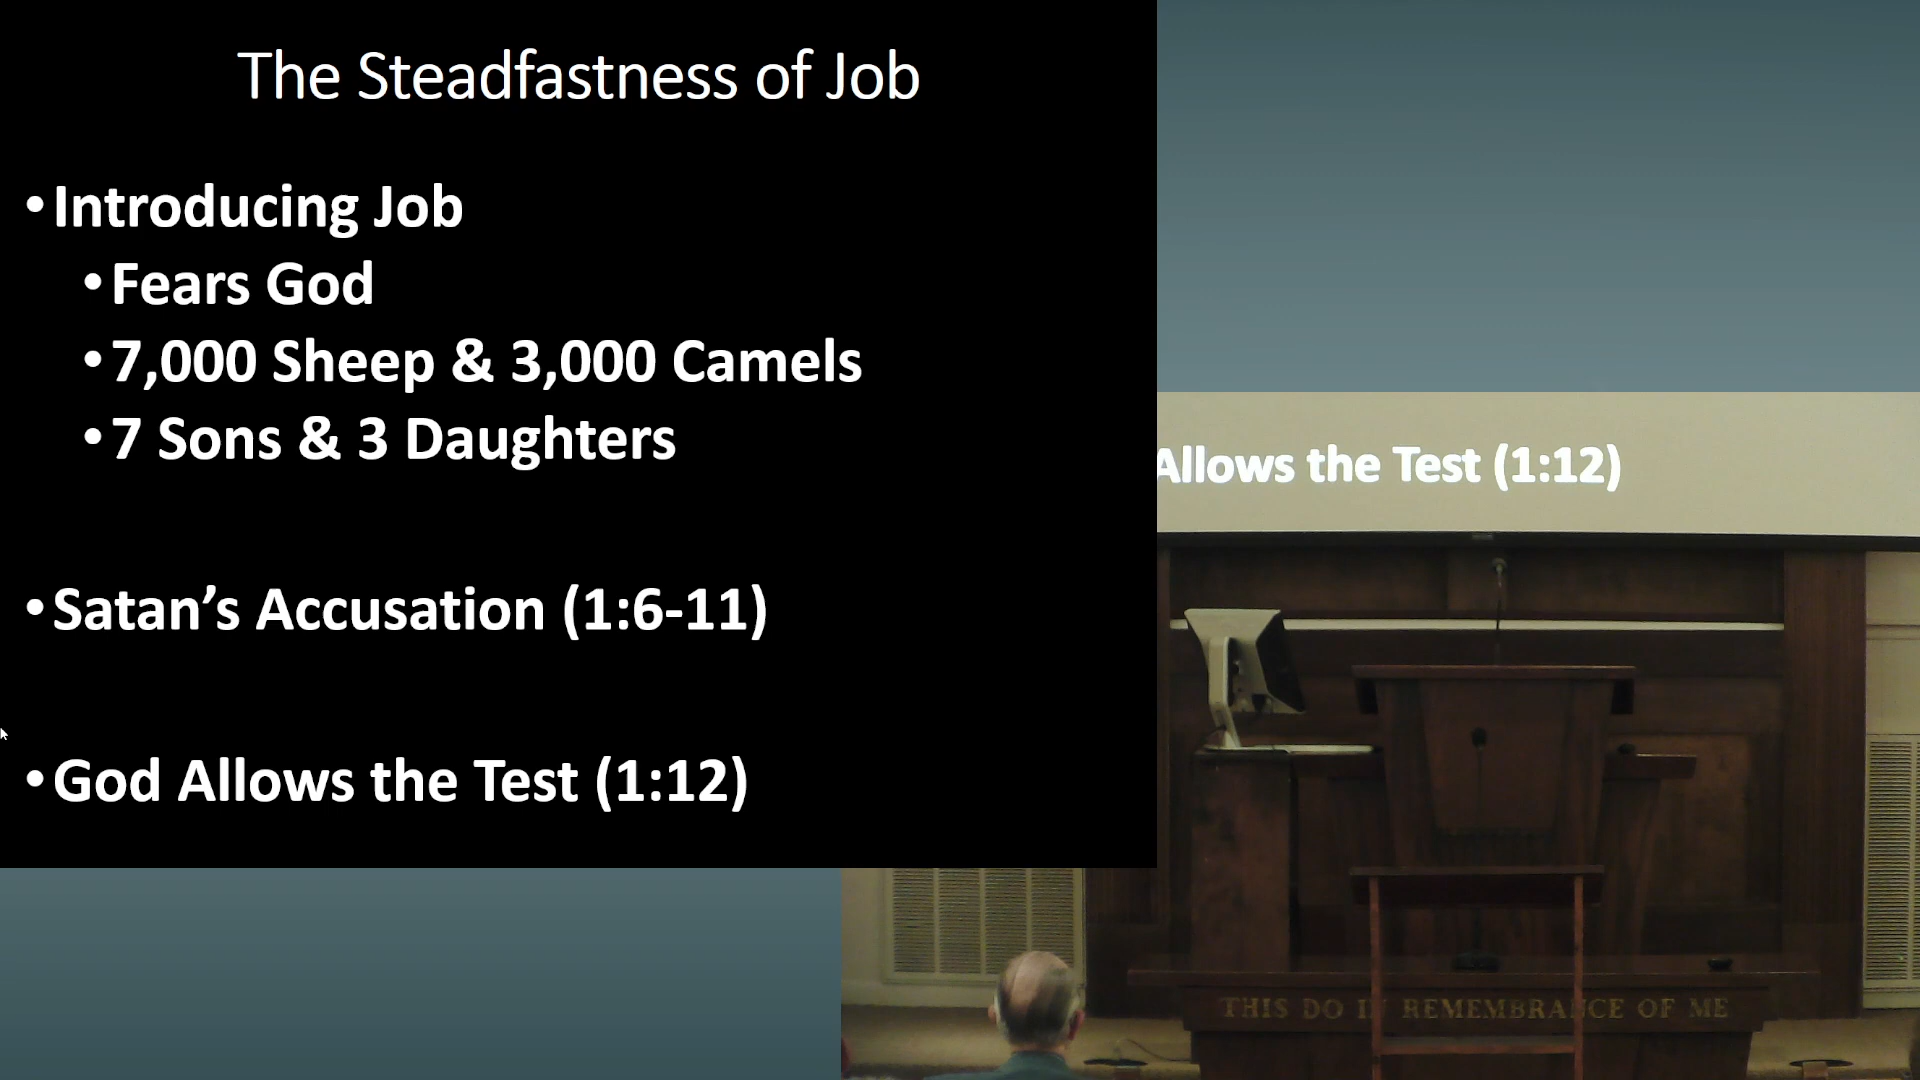 The Steadfastness of Job
•Introducing Job
•Fears God
•7,000 Sheep & 3,000 Camels
•7 Sons & 3 Daughters
•Satan’s Accusation (1:6-11)
•God Allows the Test (1:12)
Allows the Test (1:12)
THIS DO IN REMEMBRANCE OF ME